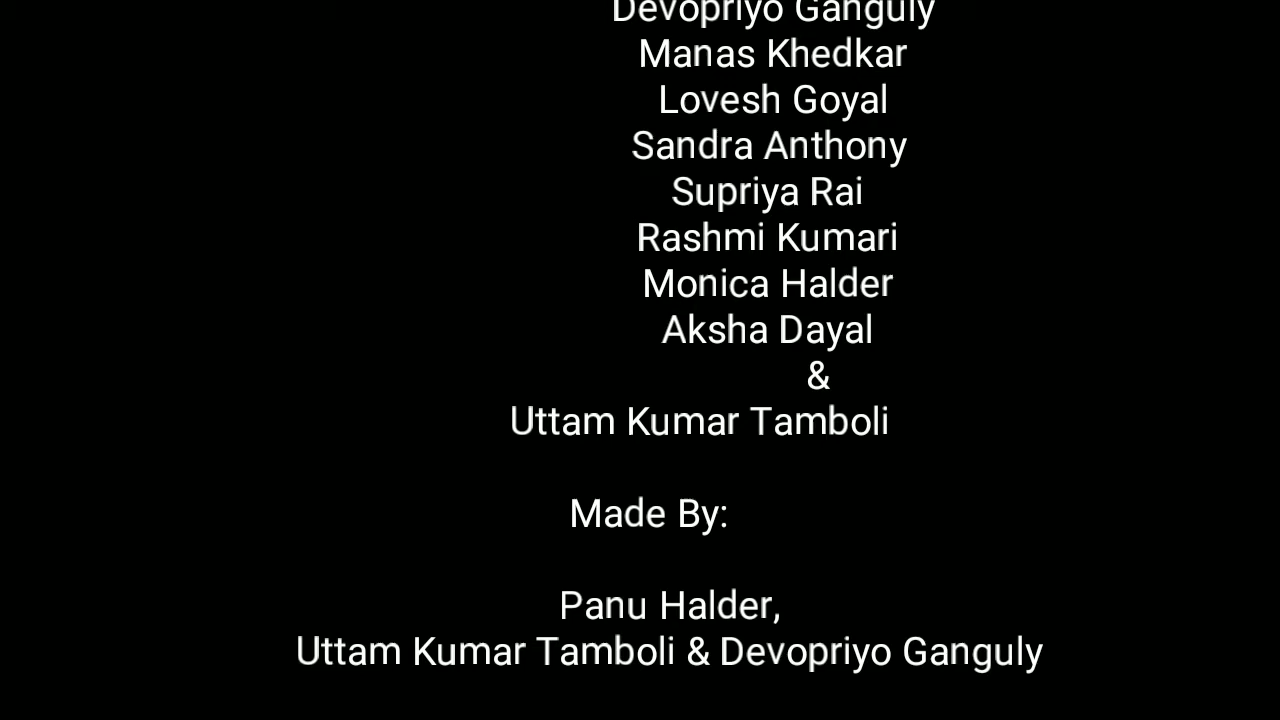 Devopriyo Ganguly
Manas Khedkar
Lovesh Goyal
Sandra Anthony
Supriya Rai
Rashmi Kumari
Monica Halder
Aksha Dayal
&
Uttam Kumar Tamboli
Made By:
Panu Halder,
Uttam Kumar Tamboli & Devopriyo Ganguly